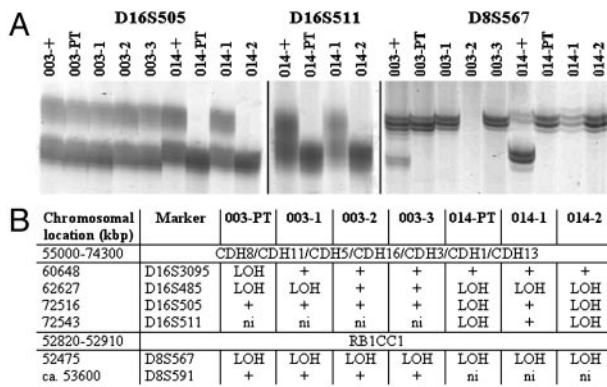 A
D16S505 D16S511 D8S567
003-+ 003-PT 003-1 003-2 003-3 014-+ 014-PT 014-1 014-2 014-+ 014-PT 014-1 014-2 003-+ 003-PT 003-1 003-2 003-3 014-+ 014-PT 014-1 014-2
B
Chromosomal location (kbp) Marker 003-PT 003-1 003-2 003-3 014-PT 014-1 014-2
55000-74300 CDH8/CDH11/CDH5/CDH16/CDH3/CDH1/CDH13
60648 D16S3095 LOH + + + + + +
62627 D16S485 LOH LOH + + LOH LOH LOH
72516 D16S505 + + + + LOH + LOH
72543 D16S511 ni ni ni ni LOH + LOH
52820-52910 RB1CC1
52475 D8S567 LOH LOH LOH LOH LOH LOH LOH
ca. 53600 D8S591 + + + + ni ni ni